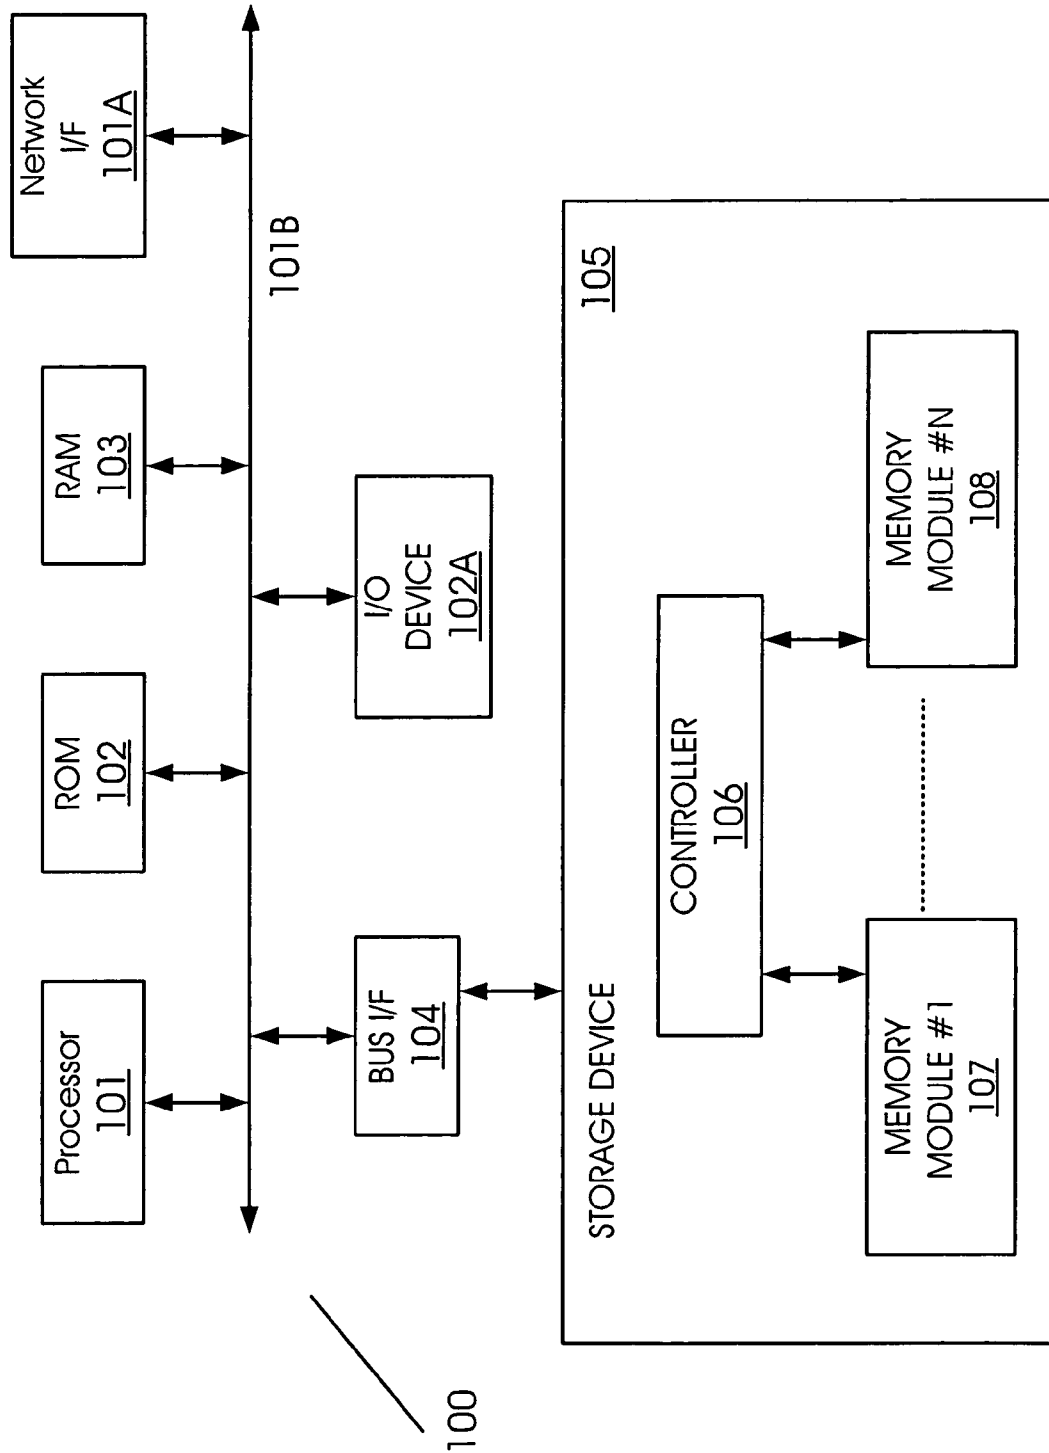 Processor
101
ROM
102
RAM
103
Network
I/F
101A
101B
BUS I/F
104
I/O
DEVICE
102A
100
STORAGE DEVICE
105
CONTROLLER
106
MEMORY
MODULE #1
107
MEMORY
MODULE #N
108